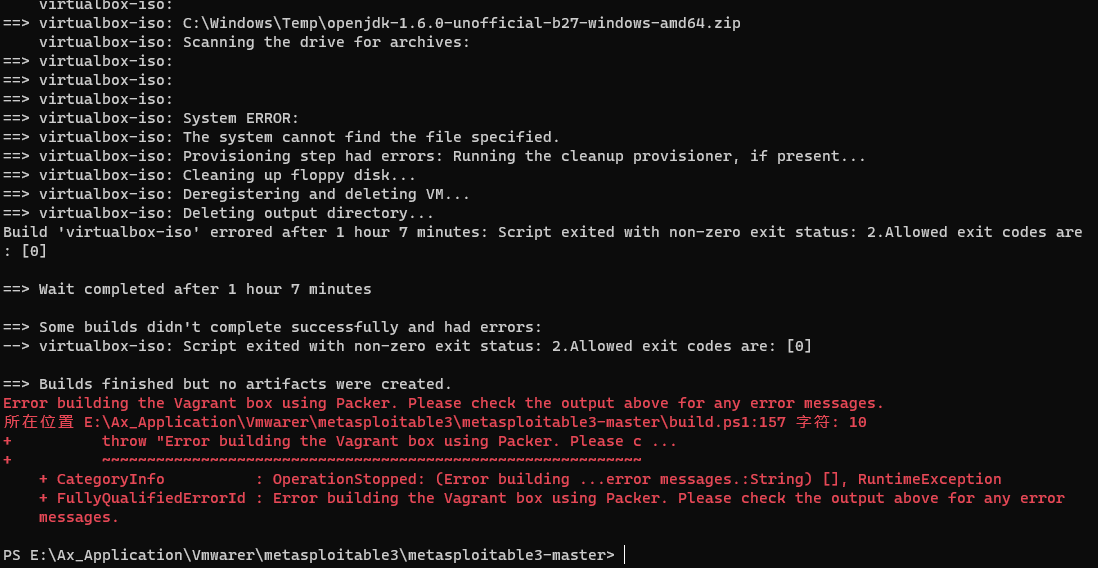 virtualbox-iso:
==> virtualbox-iso: C:\Windows\Temp\openjdk-1.6.0-unofficial-b27-windows-amd64.zip
    virtualbox-iso: Scanning the drive for archives:
==> virtualbox-iso:
==> virtualbox-iso:
==> virtualbox-iso:
==> virtualbox-iso: System ERROR:
==> virtualbox-iso: The system cannot find the file specified.
==> virtualbox-iso: Provisioning step had errors: Running the cleanup provisioner, if present...
==> virtualbox-iso: Cleaning up floppy disk...
==> virtualbox-iso: Deregistering and deleting VM...
==> virtualbox-iso: Deleting output directory...
Build 'virtualbox-iso' errored after 1 hour 7 minutes: Script exited with non-zero exit status: 2.Allowed exit codes are
: [0]
==> Wait completed after 1 hour 7 minutes
==> Some builds didn't complete successfully and had errors:
--> virtualbox-iso: Script exited with non-zero exit status: 2.Allowed exit codes are: [0]
==> Builds finished but no artifacts were created.
Error building the Vagrant box using Packer. Please check the output above for any error messages.
所在位置 E:\Ax_Application\Vmwarer\metasploitable3\metasploitable3-master\build.ps1:157 字符: 10
+          throw "Error building the Vagrant box using Packer. Please c ...
+          ~~~~~~~~~~~~~~~~~~~~~~~~~~~~~~~~~~~~~~~~~~~~~~~~~~~~~~~~~~~~
    + CategoryInfo          : OperationStopped: (Error building ...error messages.:String) [], RuntimeException
    + FullyQualifiedErrorId : Error building the Vagrant box using Packer. Please check the output above for any error
    messages.
PS E:\Ax_Application\Vmwarer\metasploitable3\metasploitable3-master>